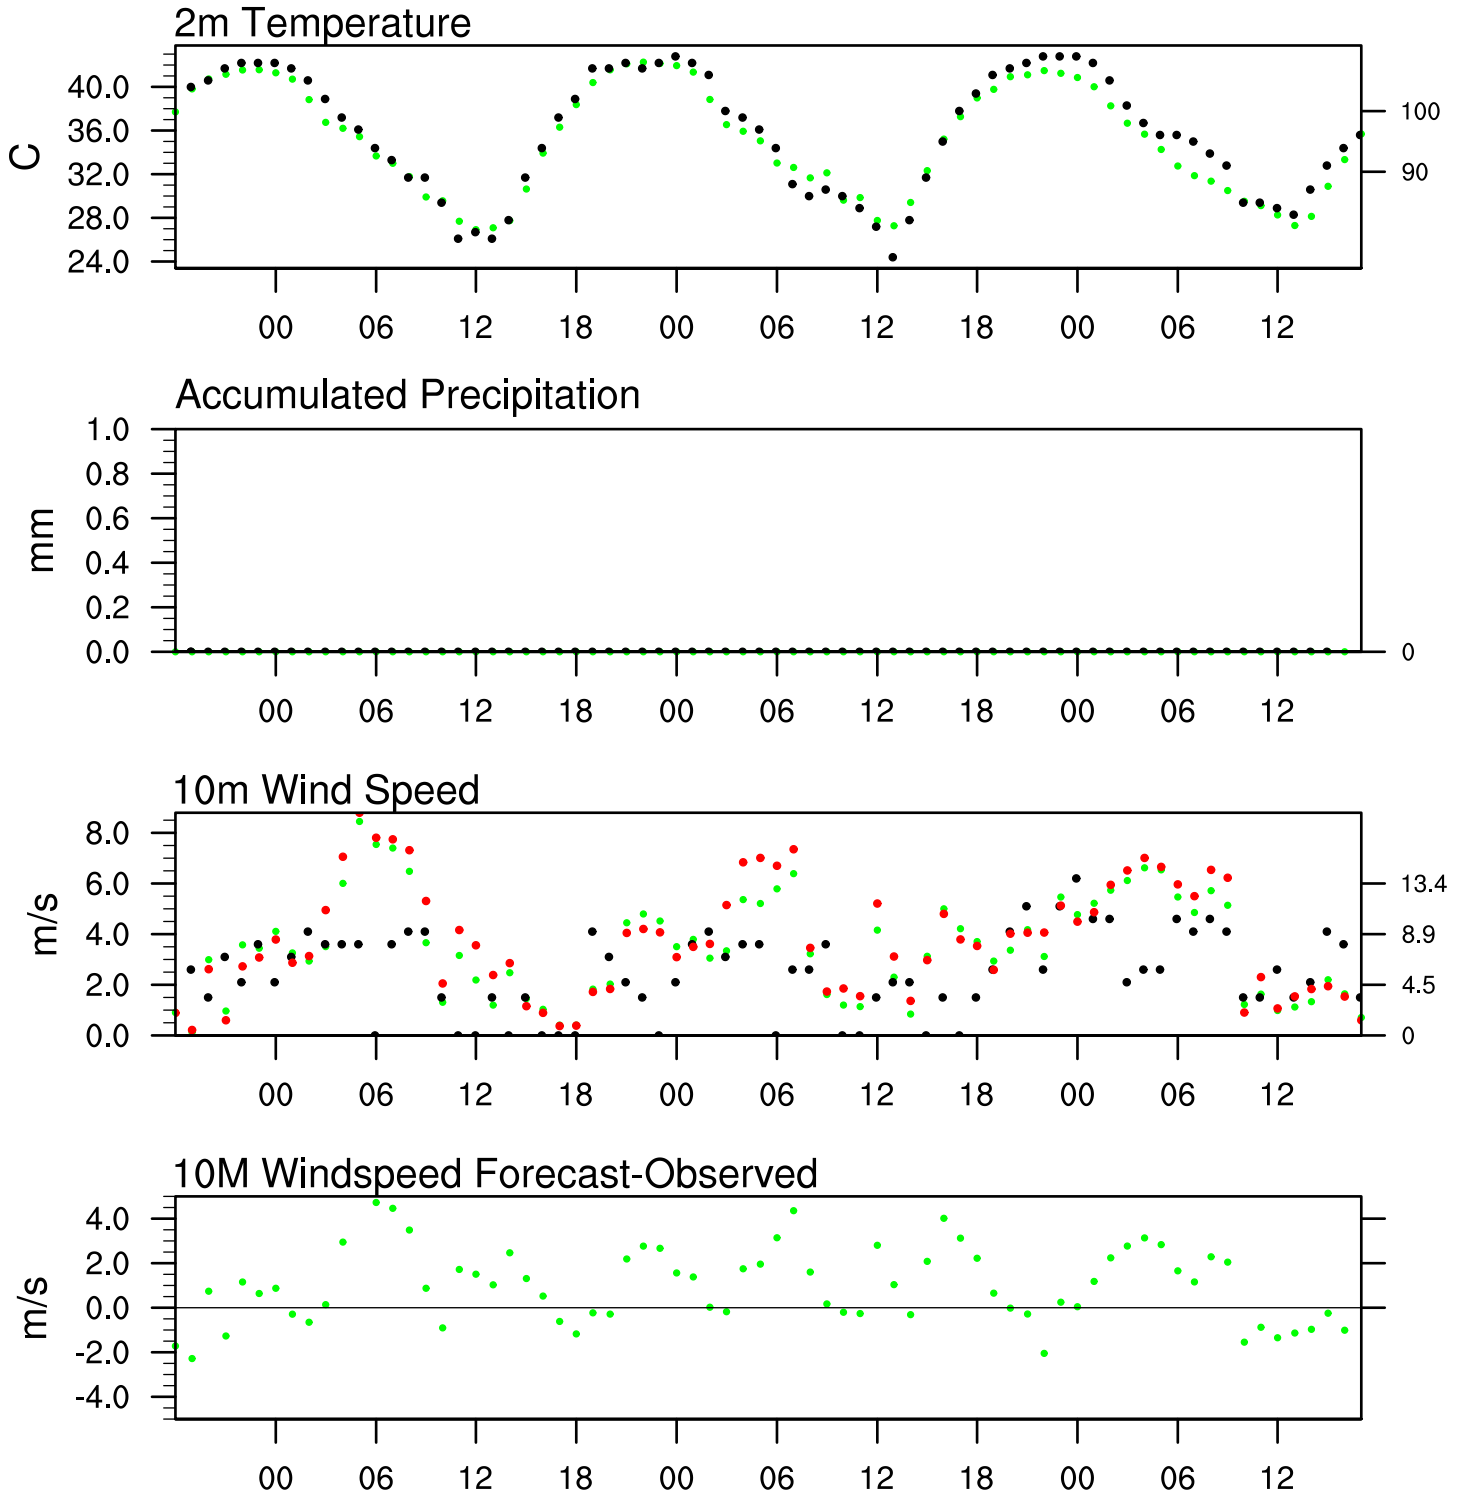 2m Temperature
40.0
36.0
32.0
28.0
24.0
C
100
90
00 06 12 18 00 06 12 18 00 06 12
Accumulated Precipitation
1.0
0.8
0.6
0.4
0.2
0.0
mm
0
00 06 12 18 00 06 12 18 00 06 12
10m Wind Speed
8.0
6.0
4.0
2.0
0.0
m/s
13.4
8.9
4.5
0
00 06 12 18 00 06 12 18 00 06 12
10M Windspeed Forecast-Observed
4.0
2.0
0.0
-2.0
-4.0
m/s
00 06 12 18 00 06 12 18 00 06 12